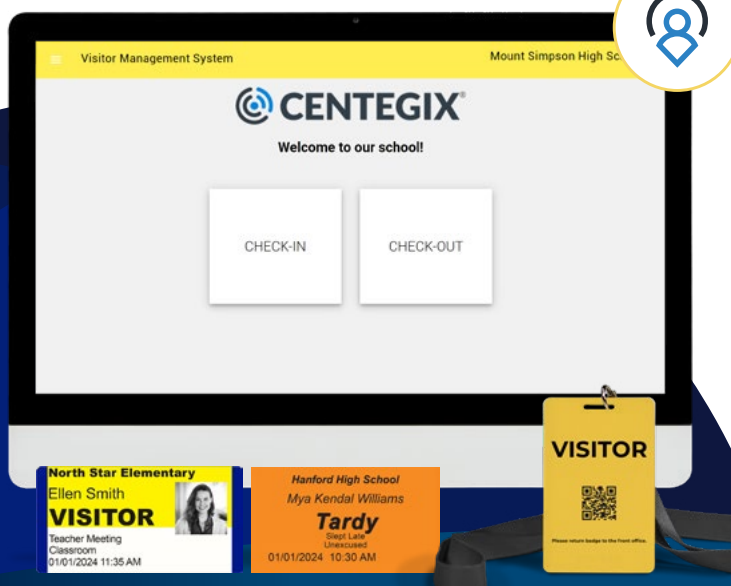 Visitor Management System
Mount Simpson High
CENTEGIX®
Welcome to our school!
CHECK-IN
CHECK-OUT
VISITOR
Please return badge to the front office.
North Star Elementary
Ellen Smith
VISITOR
Teacher Meeting
Classroom
01/01/2024 11:35 AM
Hanford High School
Mya Kendal Williams
Tardy
Slept Late
Unexcused
01/01/2024 10:30 AM